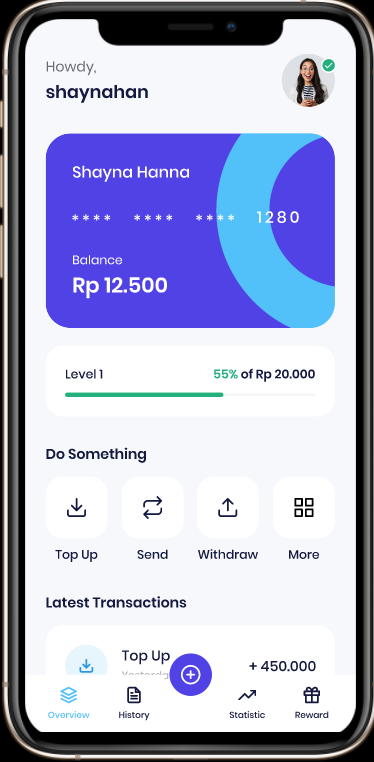 Howdy,
shaynahan
Shayna Hanna
**** **** **** 1280
Balance
Rp 12.500
Level 1 55% of Rp 20.000
Do Something
Top Up Send Withdraw More
Latest Transactions
Top Up + 450.000
Yesterday
Overview History Statistic Reward